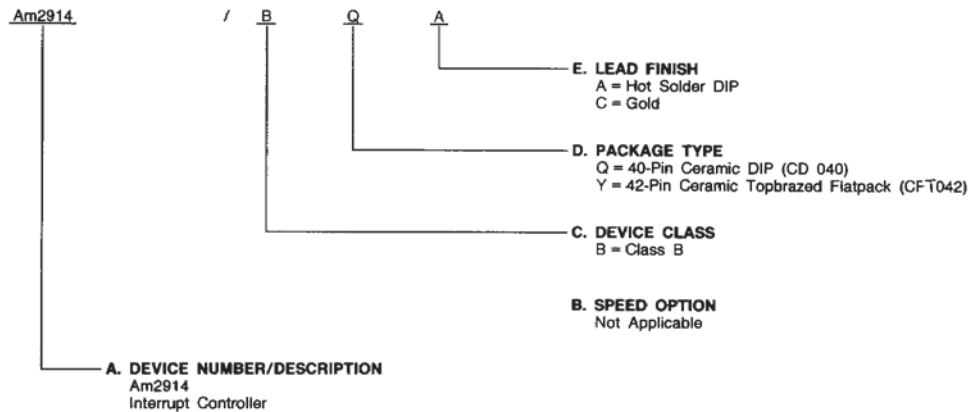 Am2914 / B Q A
E. LEAD FINISH
A = Hot Solder DIP
C = Gold
D. PACKAGE TYPE
Q = 40-Pin Ceramic DIP (CD 040)
Y = 42-Pin Ceramic Topbrazed Flatpack (CFT042)
C. DEVICE CLASS
B = Class B
B. SPEED OPTION
Not Applicable
A. DEVICE NUMBER/DESCRIPTION
Am2914
Interrupt Controller